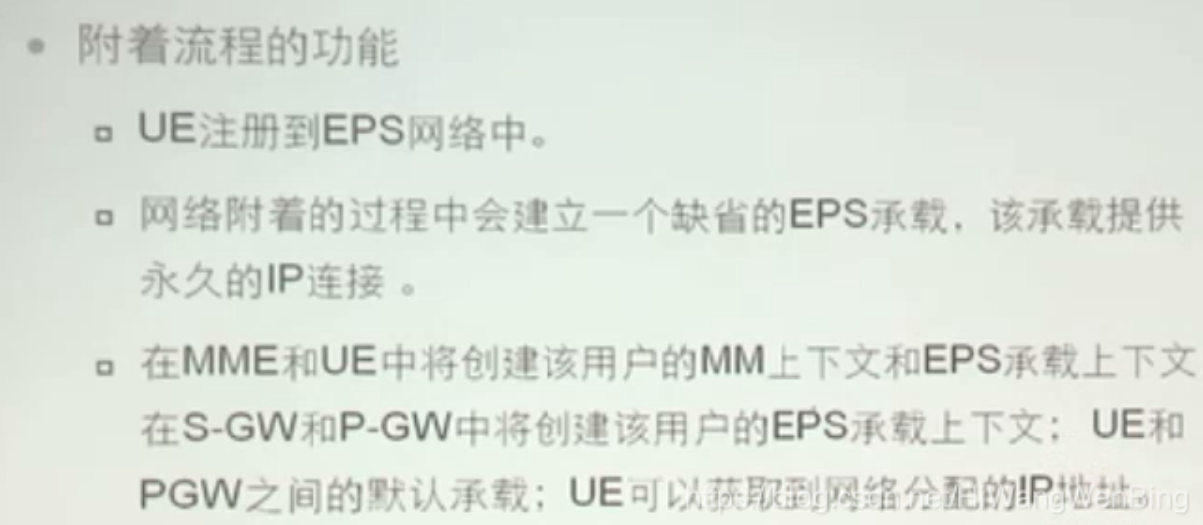 • 附着流程的功能
▫ UE注册到EPS网络中。
▫ 网络附着的过程中会建立一个缺省的EPS承载，该承载提供
永久的IP连接 。
▫ 在MME和UE中将创建该用户的MM上下文和EPS承载上下文
在S-GW和P-GW中将创建该用户的EPS承载上下文； UE和
PGW之间的默认承载；UE可以获取到网络分配的IP地址。
https://blog.csdn.net/HiWangWenBing